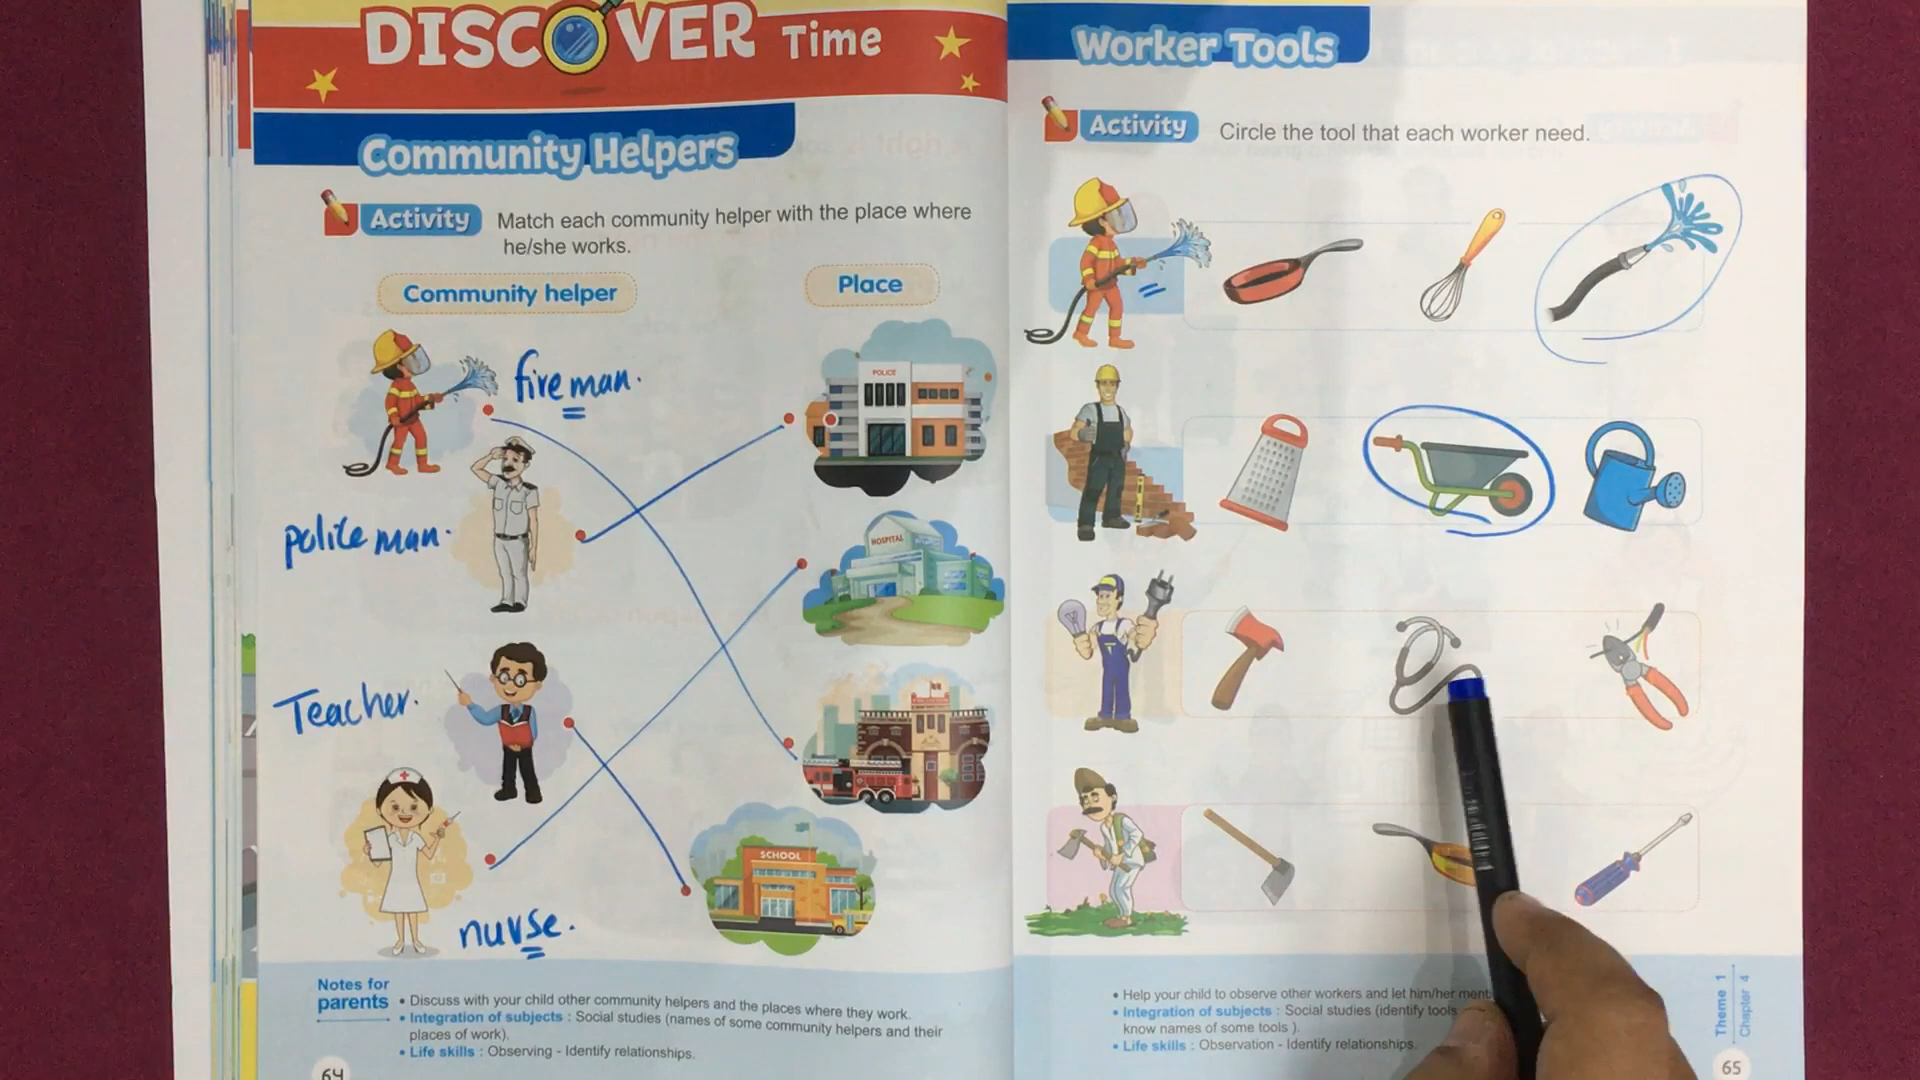 DISCOVER Time
Community Helpers
Activity Match each community helper with the place where
he/she works.
Community helper
Place
fire man.
POLICE
police man.
HOSPITAL
Teacher.
SCHOOL
nurse.
Notes for
parents
• Discuss with your child other community helpers and the places where they work.
• Integration of subjects : Social studies (names of some community helpers and their
places of work).
• Life skills : Observing - Identify relationships.
64
Worker Tools
Activity Circle the tool that each worker need.
• Help your child to observe other workers and let him/her
• Integration of subjects : Social studies (identify tools
know names of some tools ).
• Life skills : Observation - Identify relationships.
Theme 1
Chapter 4
65